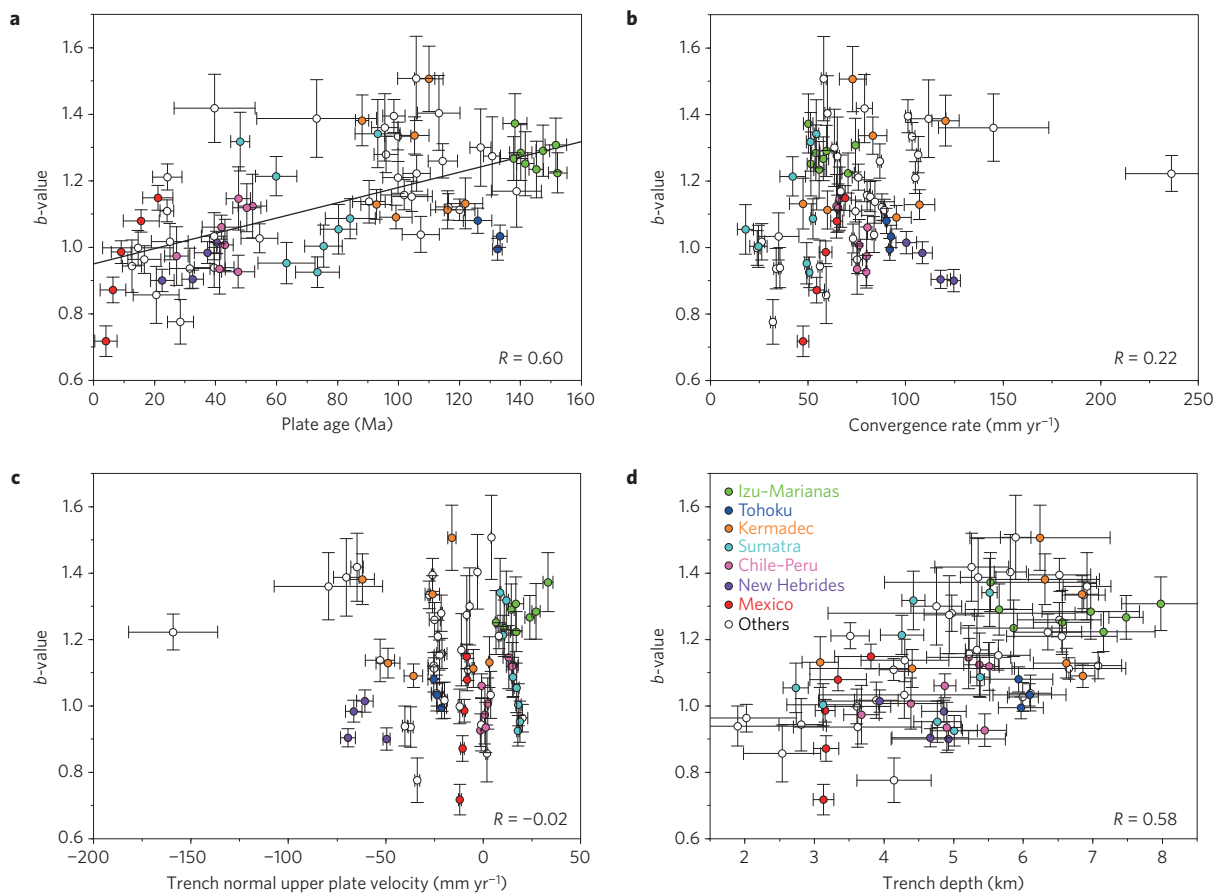 a
b-value
1.6
1.4
1.2
1.0
0.8
0.6
0
20
40
60
80
100
120
140
160
Plate age (Ma)
R = 0.60
b
b-value
1.6
1.4
1.2
1.0
0.8
0.6
0
50
100
150
200
250
Convergence rate (mm yr⁻¹)
R = 0.22
c
b-value
1.6
1.4
1.2
1.0
0.8
0.6
−200
−150
−100
−50
0
50
Trench normal upper plate velocity (mm yr⁻¹)
R = −0.02
d
b-value
1.6
1.4
1.2
1.0
0.8
0.6
2
3
4
5
6
7
8
Trench depth (km)
Izu–Marianas
Tohoku
Kermadec
Sumatra
Chile–Peru
New Hebrides
Mexico
Others
R = 0.58